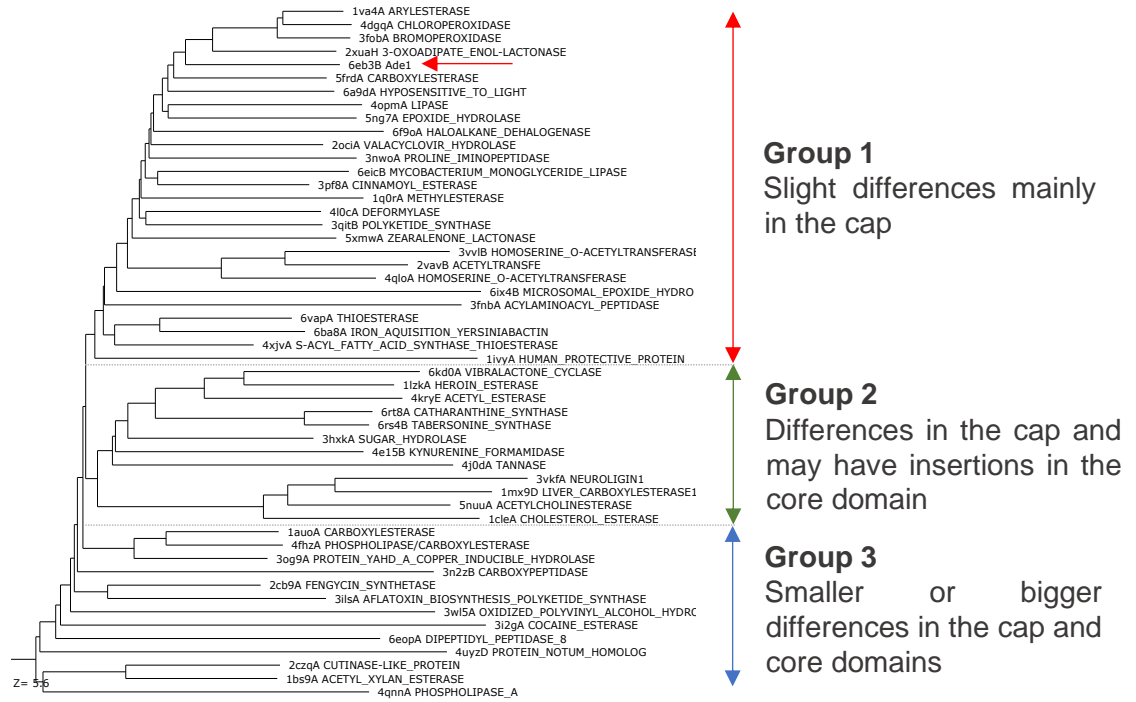 1va4A ARYLESTERASE
4dgqA CHLOROPEROXIDASE
3fobA BROMOPEROXIDASE
2xuaH 3-OXOADIPATE_ENOL-LACTONASE
6eb3B Ade1
5frdA CARBOXYLESTERASE
6a9dA HYPOSENSITIVE_TO_LIGHT
4opmA LIPASE
5ng7A EPOXIDE_HYDROLASE
6f9oA HALOALKANE_DEHALOGENASE
2ociA VALACYCLOVIR_HYDROLASE
3nwoA PROLINE_IMINOPEPTIDASE
6eicB MYCOBACTERIUM_MONOGLYCERIDE_LIPASE
3pf8A CINNAMOYL_ESTERASE
1q0rA METHYLESTERASE
4l0cA DEFORMYLASE
3qitB POLYKETIDE_SYNTHASE
5xmwA ZEARALENONE_LACTONASE
3vvlB HOMOSERINE_O-ACETYLTRANSFERASE
2vavB ACETYLTRANSFE
4qloA HOMOSERINE_O-ACETYLTRANSFERASE
6ix4B MICROSOMAL_EPOXIDE_HYDRO
3fnbA ACYLAMINOACYL_PEPTIDASE
6vapA THIOESTERASE
6ba8A IRON_AQUISITION_YERSINIABACTIN
4xjvA S-ACYL_FATTY_ACID_SYNTHASE_THIOESTERASE
1ivyA HUMAN_PROTECTIVE_PROTEIN
Group 1
Slight differences mainly
in the cap
6kd0A VIBRALACTONE_CYCLASE
1lzkA HEROIN_ESTERASE
4kryE ACETYL_ESTERASE
6rt8A CATHARANTHINE_SYNTHASE
6rs4B TABERSONINE_SYNTHASE
3hxkA SUGAR_HYDROLASE
4e15B KYNURENINE_FORMAMIDASE
4j0dA TANNASE
3vkfA NEUROLIGIN1
1mx9D LIVER_CARBOXYLESTERASE1
5nuuA ACETYLCHOLINESTERASE
1cleA CHOLESTEROL_ESTERASE
Group 2
Differences in the cap and
may have insertions in the
core domain
1auoA CARBOXYLESTERASE
4fhzA PHOSPHOLIPASE/CARBOXYLESTERASE
3og9A PROTEIN_YAHD_A_COPPER_INDUCIBLE_HYDROLASE
3n2zB CARBOXYPEPTIDASE
2cb9A FENGYCIN_SYNTHETASE
3ilsA AFLATOXIN_BIOSYNTHESIS_POLYKETIDE_SYNTHASE
3wl5A OXIDIZED_POLYVINYL_ALCOHOL_HYDRO
3i2gA COCAINE_ESTERASE
6eopA DIPEPTIDYL_PEPTIDASE_8
4uyzD PROTEIN_NOTUM_HOMOLOG
2czqA CUTINASE-LIKE_PROTEIN
1bs9A ACETYL_XYLAN_ESTERASE
4qnnA PHOSPHOLIPASE_A
Z= 5.6
Group 3
Smaller or bigger
differences in the cap and
core domains